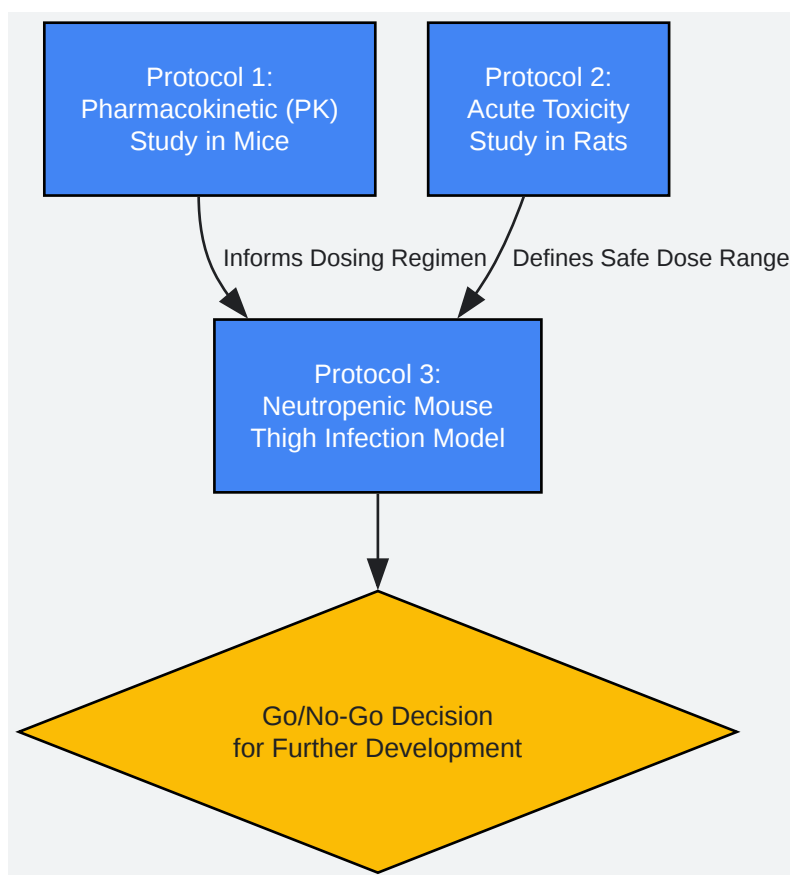 Protocol 1:
Pharmacokinetic (PK)
Study in Mice
Protocol 2:
Acute Toxicity
Study in Rats
Informs Dosing Regimen
Defines Safe Dose Range
Protocol 3:
Neutropenic Mouse
Thigh Infection Model
Go/No-Go Decision
for Further Development